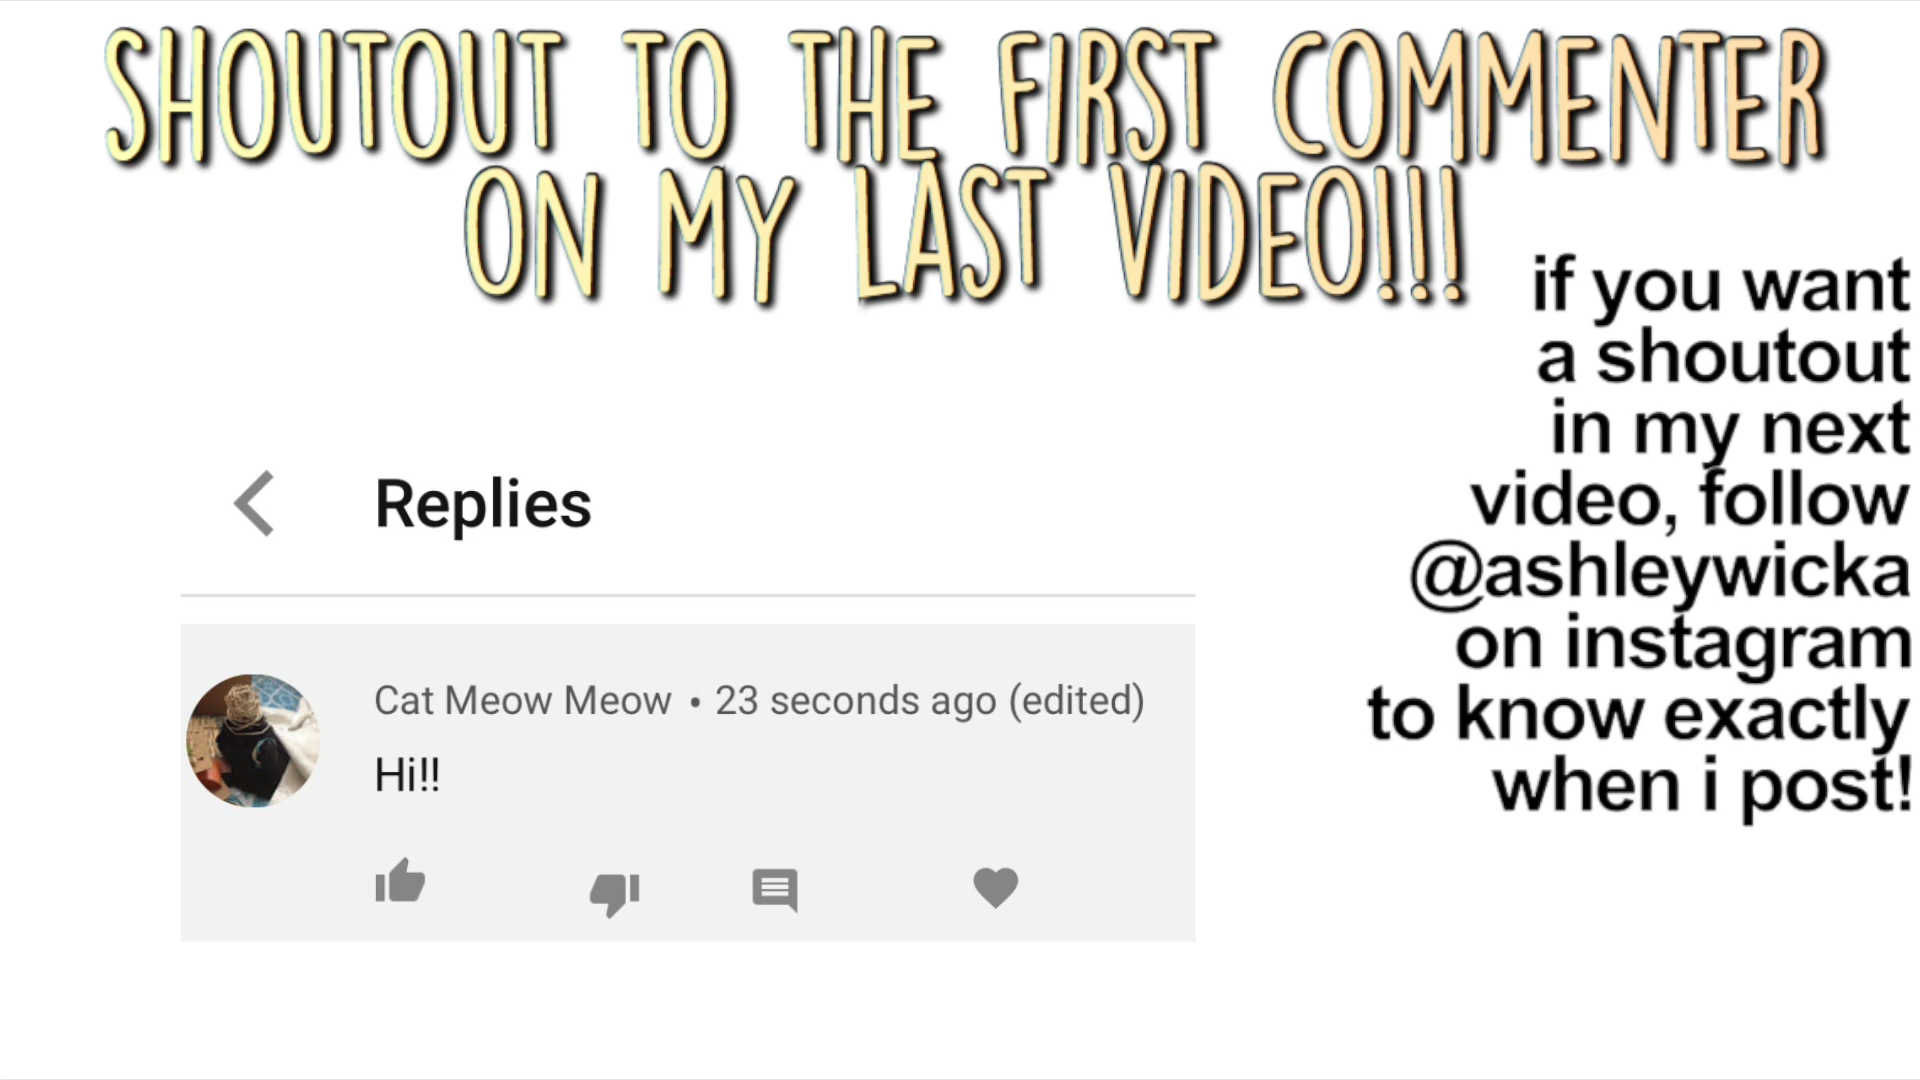 SHOUTOUT TO THE FIRST COMMENTER
ON MY LAST VIDEO!!!
if you want
a shoutout
in my next
video, follow
@ashleywicka
on instagram
to know exactly
when i post!
Replies
Cat Meow Meow • 23 seconds ago (edited)
Hi!!